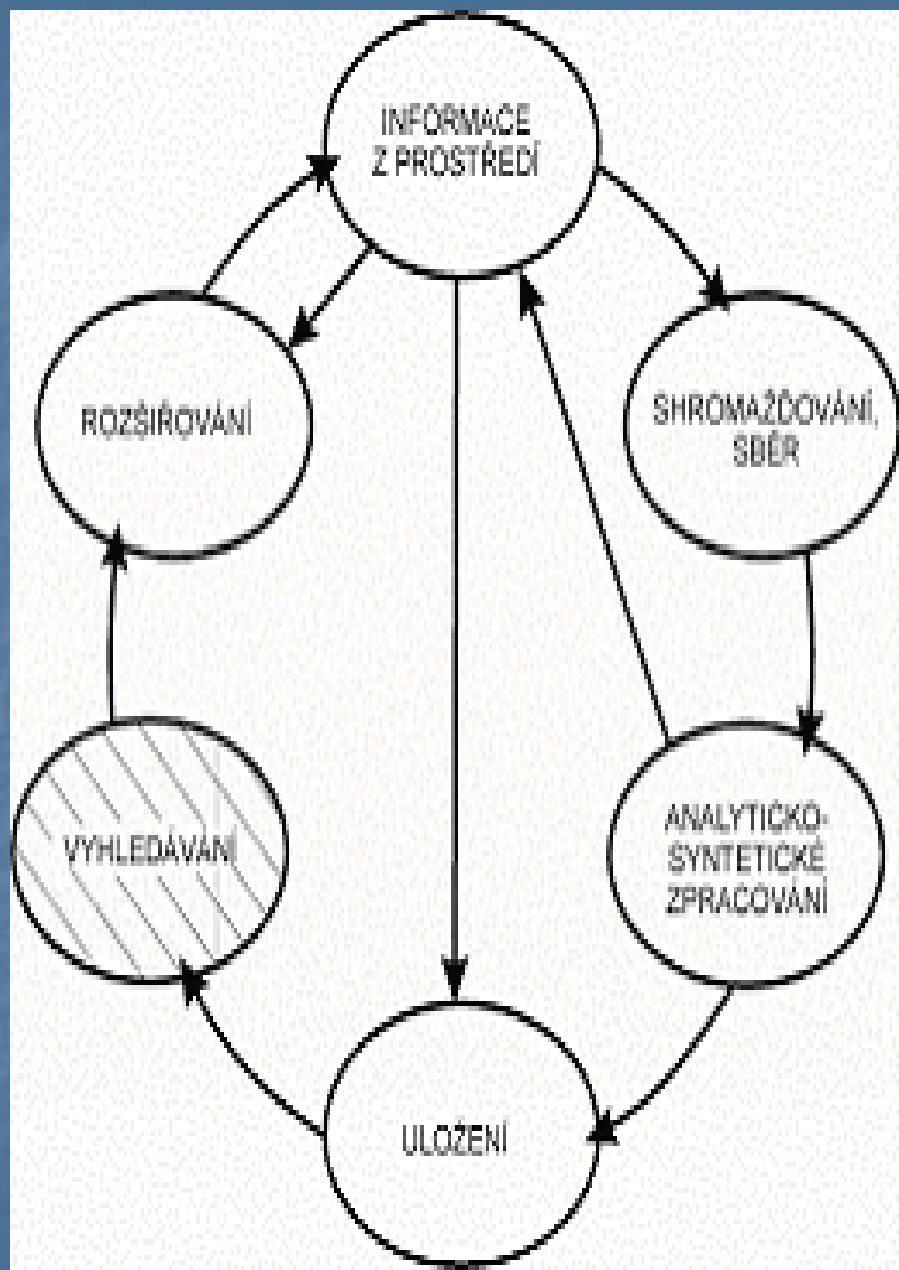 INFORMACE
Z PROSTŘEDÍ
ROZŠIŘOVÁNÍ
SHROMAŽĎOVÁNÍ,
SBĚR
VYHLEDÁVÁNÍ
ANALYTICKO-
SYNTETICKÉ
ZPRACOVÁNÍ
ULOŽENÍ